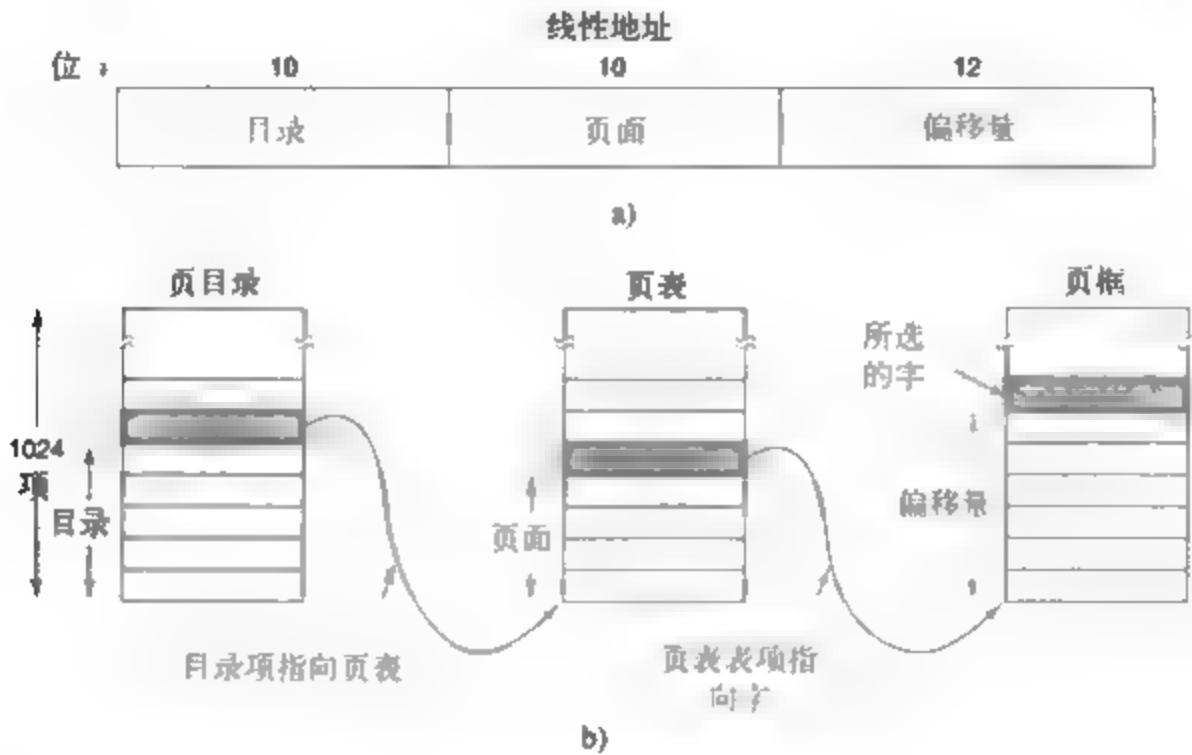 线性地址
位
10
10
12
目录
页面
偏移量
a)
页目录
页表
页框
所选
的字
1024
项
目录
页面
偏移量
目录项指向页表
页表表项指
向字
b)